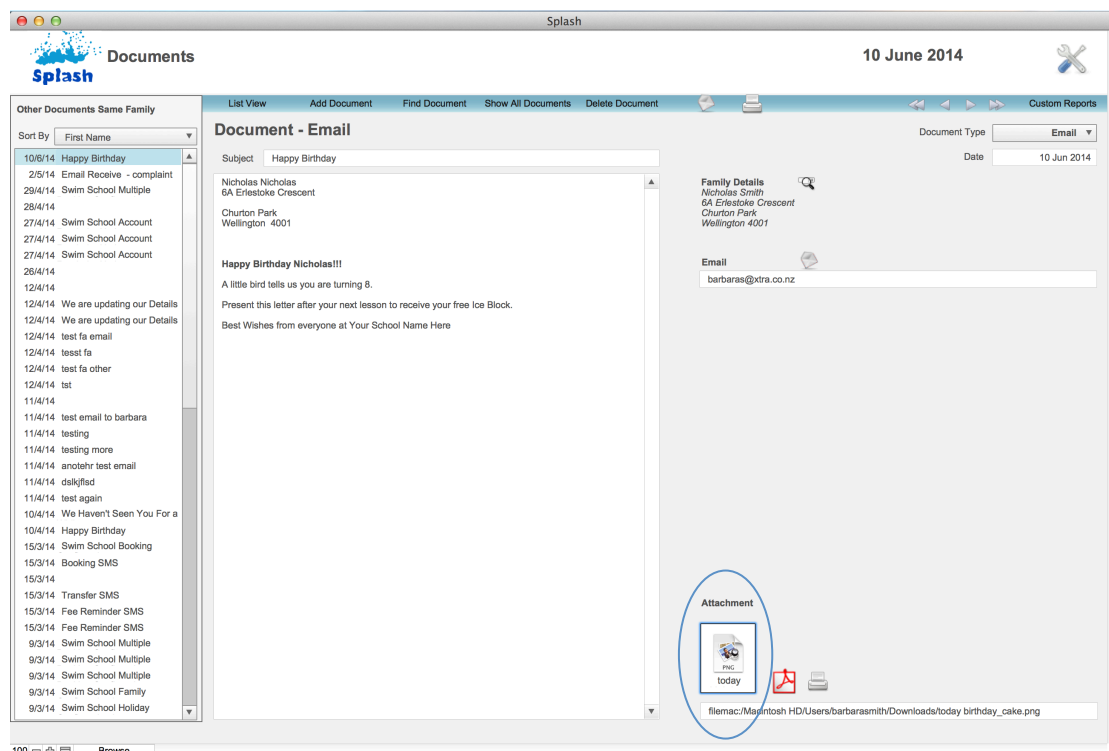 Splash
Splash
Documents
10 June 2014
Other Documents Same Family
Sort By First Name
10/6/14 Happy Birthday
2/5/14 Email Receive - complaint
29/4/14 Swim School Multiple
28/4/14
27/4/14 Swim School Account
27/4/14 Swim School Account
27/4/14 Swim School Account
26/4/14
12/4/14
12/4/14 We are updating our Details
12/4/14 We are updating our Details
12/4/14 test fa email
12/4/14 tesst fa
12/4/14 test fa other
12/4/14 tst
11/4/14
11/4/14 test email to barbara
11/4/14 testing
11/4/14 testing more
11/4/14 anotehr test email
11/4/14 dslkjflsd
11/4/14 test again
10/4/14 We Haven't Seen You For a
10/4/14 Happy Birthday
15/3/14 Swim School Booking
15/3/14 Booking SMS
15/3/14
15/3/14 Transfer SMS
15/3/14 Fee Reminder SMS
15/3/14 Fee Reminder SMS
9/3/14 Swim School Multiple
9/3/14 Swim School Multiple
9/3/14 Swim School Multiple
9/3/14 Swim School Family
9/3/14 Swim School Holiday
List View Add Document Find Document Show All Documents Delete Document Custom Reports
Document - Email
Document Type Email
Subject Happy Birthday
Date 10 Jun 2014
Nicholas Nicholas
6A Erlestoke Crescent
Churton Park
Wellington 4001
Happy Birthday Nicholas!!!
A little bird tells us you are turning 8.
Present this letter after your next lesson to receive your free Ice Block.
Best Wishes from everyone at Your School Name Here
Family Details
Nicholas Smith
6A Erlestoke Crescent
Churton Park
Wellington 4001
Email
barbaras@xtra.co.nz
Attachment
PNG
today
filemac:/Macintosh HD/Users/barbarasmith/Downloads/today birthday_cake.png
100 Browse